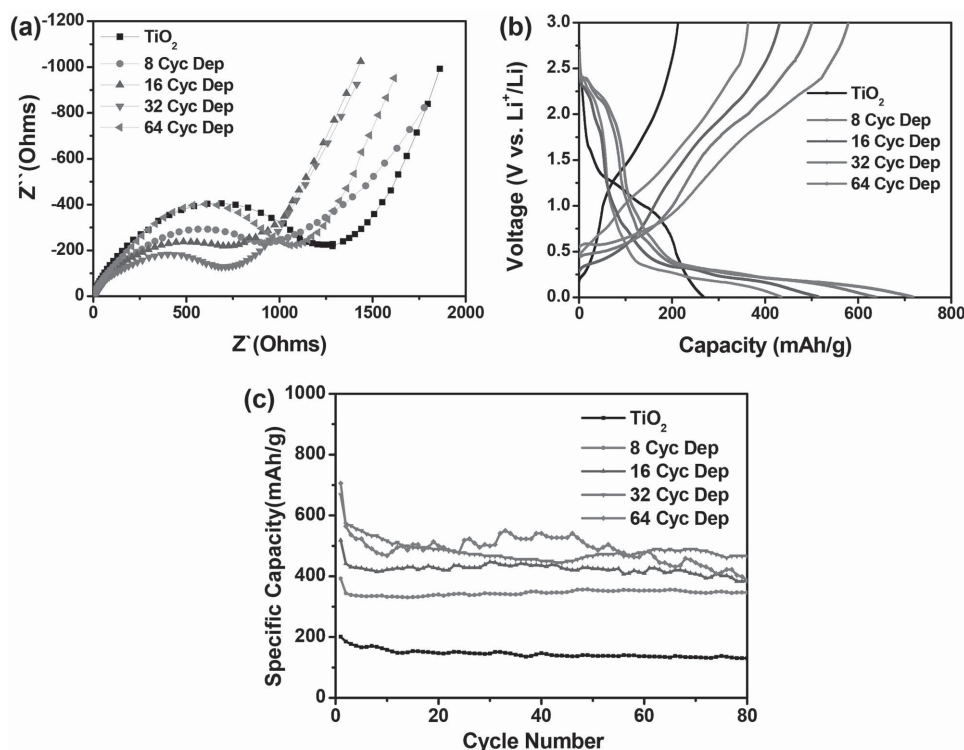 (a)
-1200
-1000
-800
-600
-400
-200
0
Z``(Ohms)
TiO2
8 Cyc Dep
16 Cyc Dep
32 Cyc Dep
64 Cyc Dep
0 500 1000 1500 2000
Z`(Ohms)
(b)
3.0
2.5
2.0
1.5
1.0
0.5
0.0
Voltage (V vs. Li+/Li)
TiO2
8 Cyc Dep
16 Cyc Dep
32 Cyc Dep
64 Cyc Dep
0 200 400 600 800
Capacity (mAh/g)
(c)
1000
800
600
400
200
0
Specific Capacity(mAh/g)
TiO2
8 Cyc Dep
16 Cyc Dep
32 Cyc Dep
64 Cyc Dep
0 20 40 60 80
Cycle Number